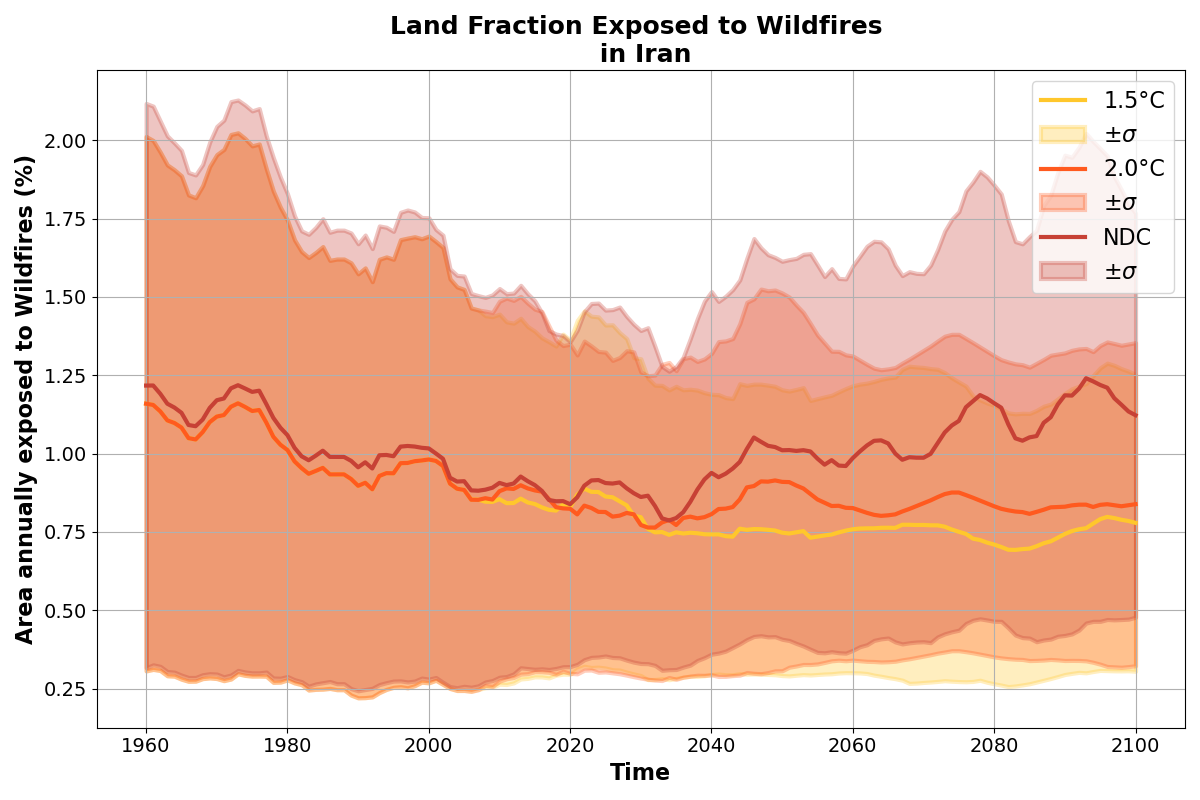 Land Fraction Exposed to Wildfires
in Iran
Area annually exposed to Wildfires (%)
2.00
1.75
1.50
1.25
1.00
0.75
0.50
0.25
1960
1980
2000
2020
2040
2060
2080
2100
Time
1.5°C
±σ
2.0°C
±σ
NDC
±σ